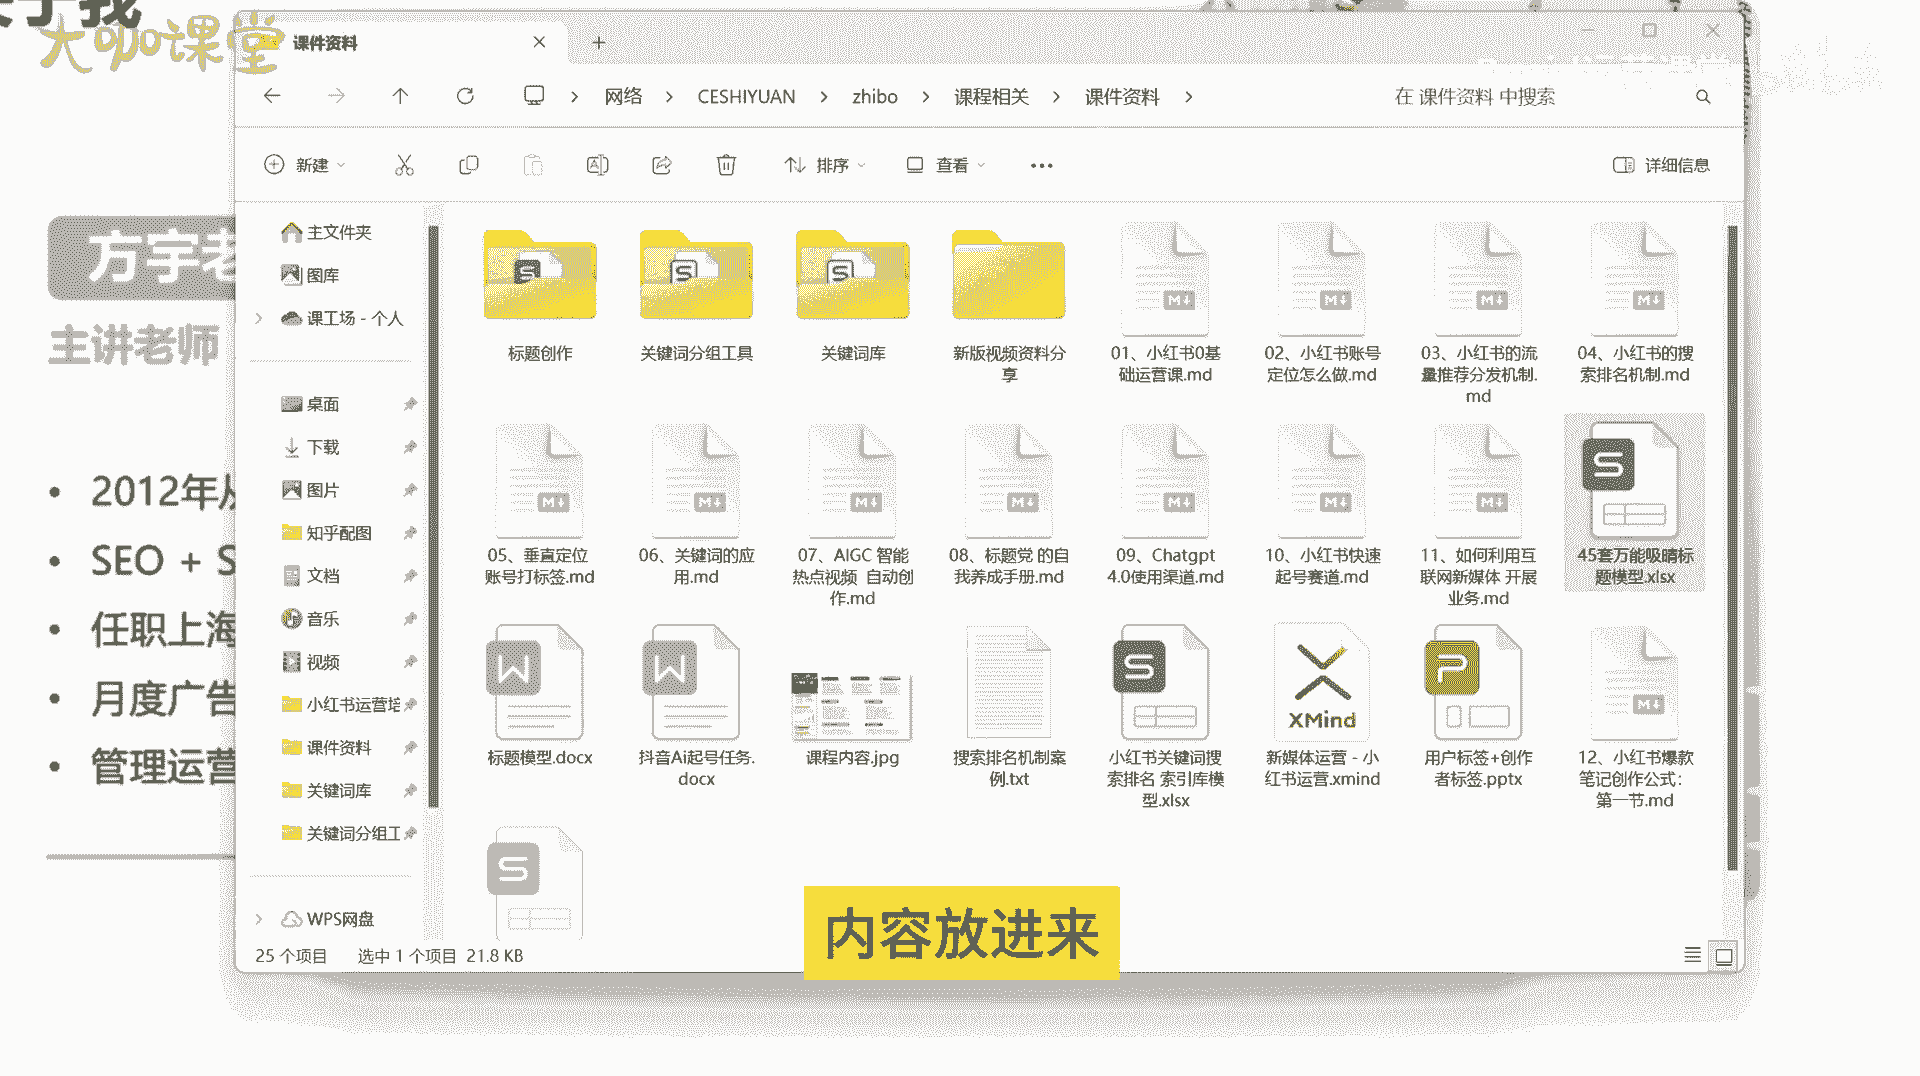 关于我
大咖课堂
课件资料
网络 > CESHIYUAN > zhibo > 课程相关 > 课件资料 >
在 课件资料 中搜索
新建
排序
查看
详细信息
方宇老
主讲老师
2012年从
SEO + S
任职上海
月度广告
管理运营
主文件夹
图库
课工场 - 个人
桌面
下载
图片
知乎配图
文档
音乐
视频
小红书运营培
课件资料
关键词库
关键词分组工
WPS网盘
标题创作
关键词分组工具
关键词库
新版视频资料分
享
01、小红书0基
础运营课.md
02、小红书账号
定位怎么做.md
03、小红书的流
量推荐分发机制.
md
04、小红书的搜
索排名机制.md
05、垂直定位
账号打标签.md
06、关键词的应
用.md
07、AIGC 智能
热点视频 自动创
作.md
08、标题党 的自
我养成手册.md
09、Chatgpt
4.0使用渠道.md
10、小红书快速
起号赛道.md
11、如何利用互
联网新媒体 开展
业务.md
45套万能吸睛标
题模型.xlsx
标题模型.docx
抖音Ai起号任务.
docx
课程内容.jpg
搜索排名机制案
例.txt
小红书关键词搜
索排名 索引库模
型.xlsx
XMind
新媒体运营 - 小
红书运营.xmind
用户标签+创作
者标签.pptx
12、小红书爆款
笔记创作公式：
第一节.md
内容放进来
25 个项目
选中 1 个项目 21.8 KB